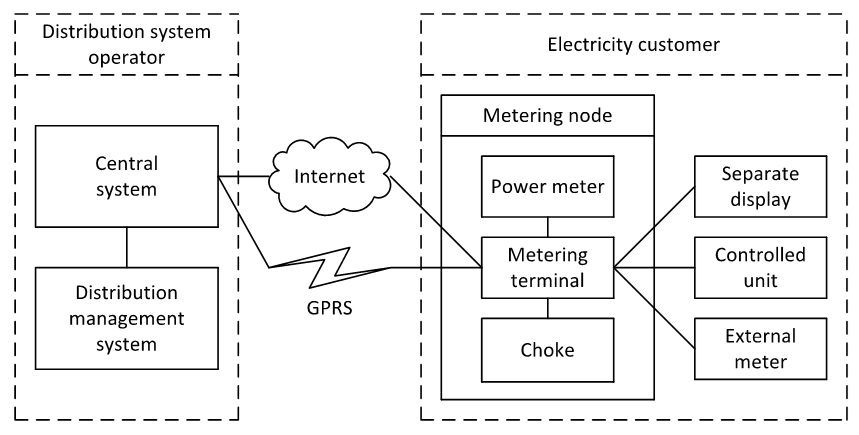 Distribution system
operator
Central
system
Distribution
management
system
Internet
GPRS
Electricity customer
Metering node
Power meter
Metering
terminal
Choke
Separate
display
Controlled
unit
External
meter